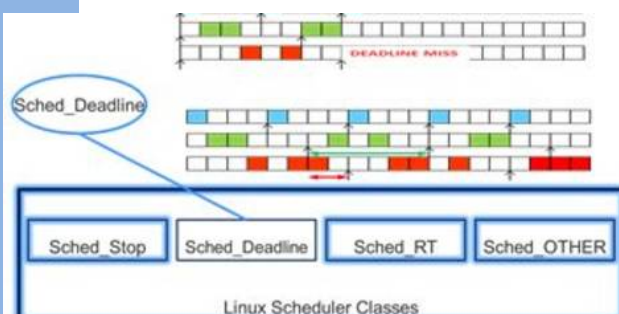 DEADLINE MISS
Sched_Deadline
Sched_Stop
Sched_Deadline
Sched_RT
Sched_OTHER
Linux Scheduler Classes